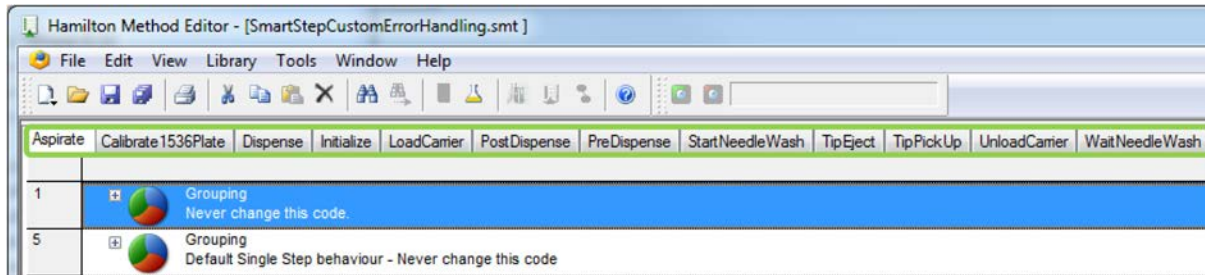 Hamilton Method Editor - [SmartStepCustomErrorHandling.smt ]
File Edit View Library Tools Window Help
Aspirate Calibrate1536Plate Dispense Initialize LoadCarrier PostDispense PreDispense StartNeedleWash TipEject TipPickUp UnloadCarrier WaitNeedleWash
1 Grouping
Never change this code.
5 Grouping
Default Single Step behaviour - Never change this code